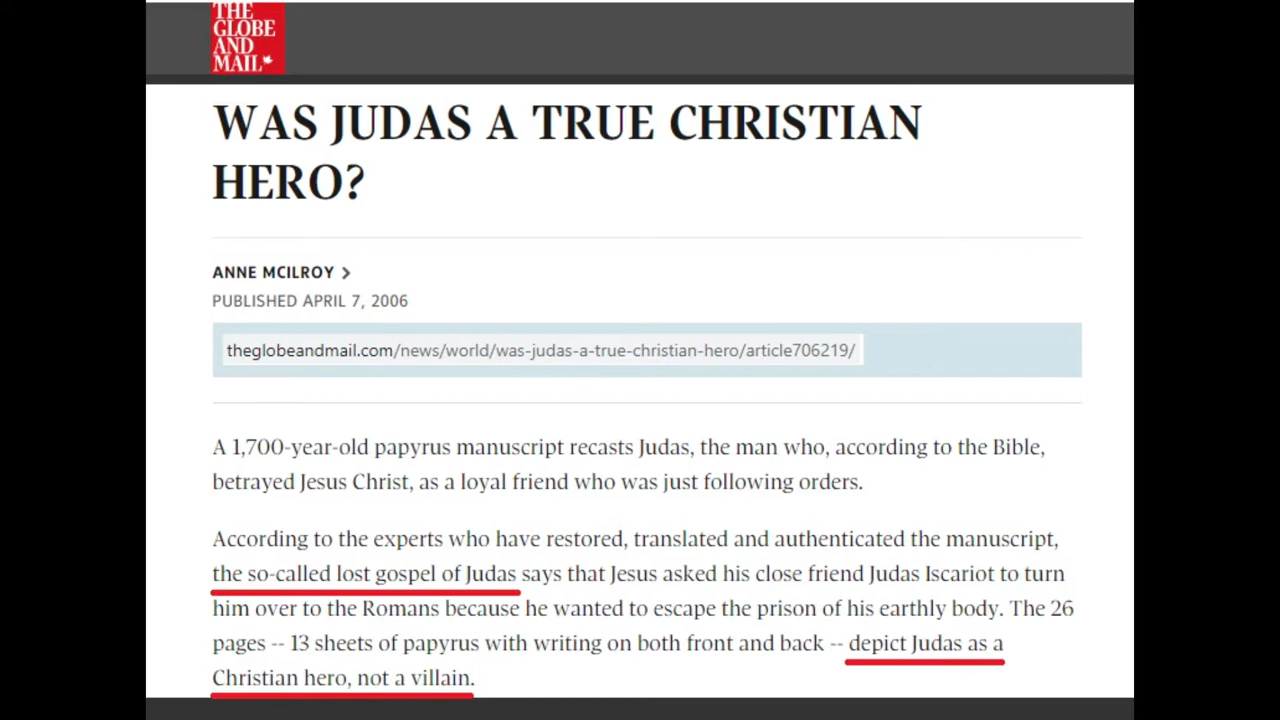 THE
GLOBE
AND
MAIL
WAS JUDAS A TRUE CHRISTIAN
HERO?
ANNE MCILROY >
PUBLISHED APRIL 7, 2006
theglobeandmail.com/news/world/was-judas-a-true-christian-hero/article706219/
A 1,700-year-old papyrus manuscript recasts Judas, the man who, according to the Bible,
betrayed Jesus Christ, as a loyal friend who was just following orders.
According to the experts who have restored, translated and authenticated the manuscript,
the so-called lost gospel of Judas says that Jesus asked his close friend Judas Iscariot to turn
him over to the Romans because he wanted to escape the prison of his earthly body. The 26
pages -- 13 sheets of papyrus with writing on both front and back -- depict Judas as a
Christian hero, not a villain.